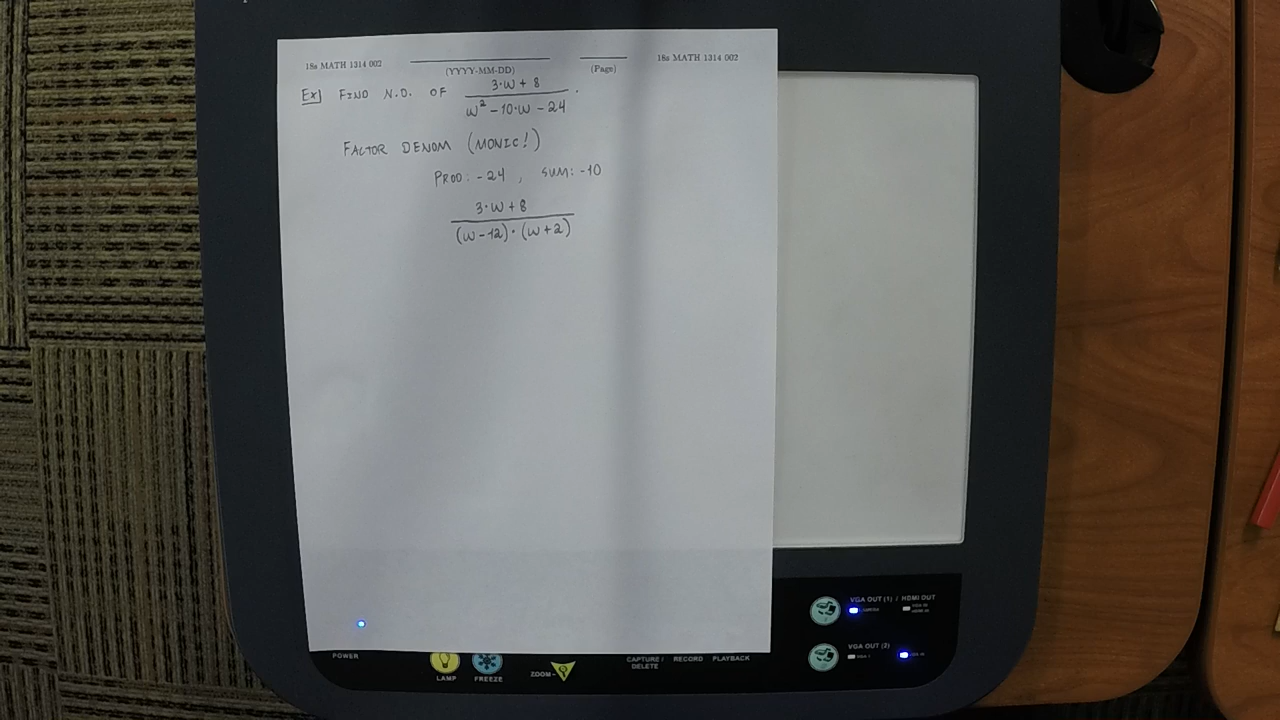 18s MATH 1314 002
(YYYY-MM-DD)
(Page)
18s MATH 1314 002
Ex] FIND N.D. OF 3·w + 8 / w² - 10·w - 24 .
FACTOR DENOM (MONIC!)
PROD: -24 , SUM: -10
3·w + 8
(w - 12)·(w + 2)
VGA OUT (1) / HDMI OUT
VGA OUT (2)
POWER
LAMP
FREEZE
ZOOM
CAPTURE / DELETE
RECORD
PLAYBACK